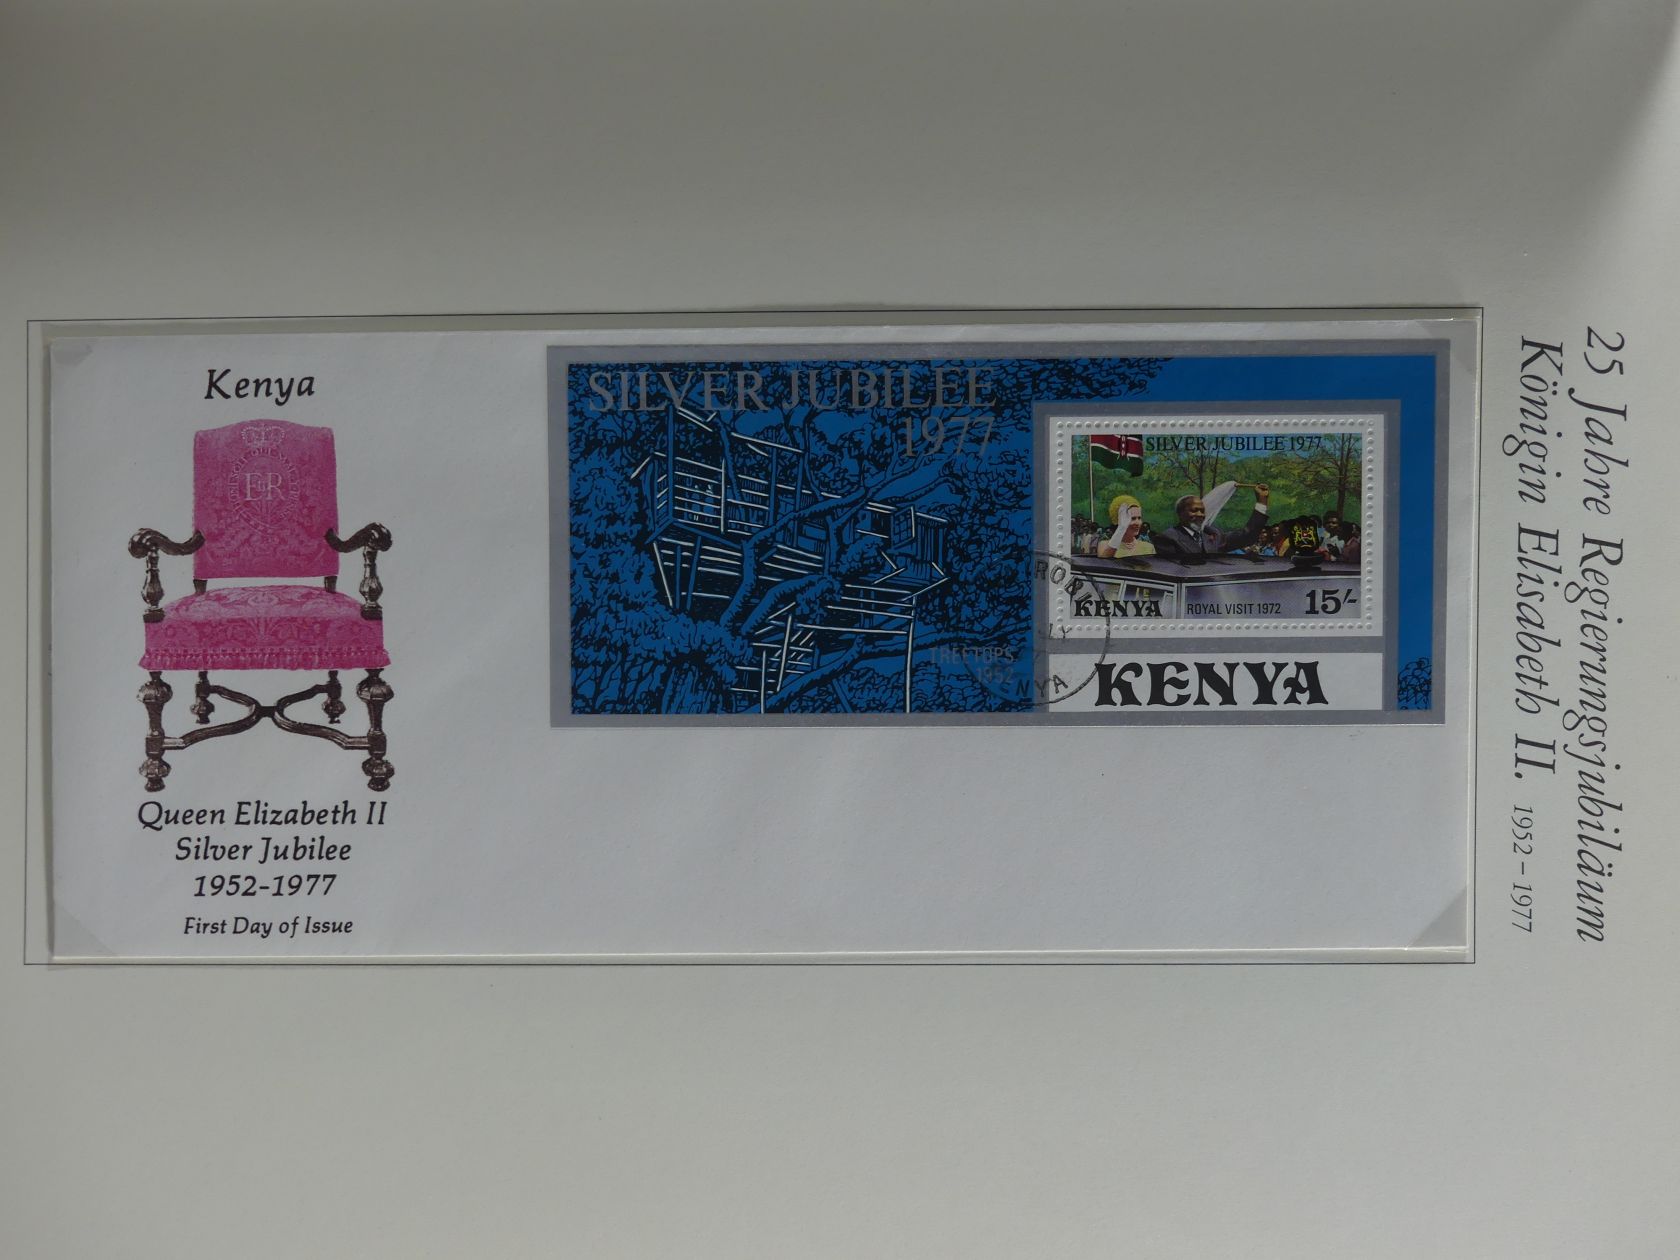 25 Jahre Regierungsjubiläum
Königin Elisabeth II. 1952–1977
Kenya
E II R
Queen Elizabeth II
Silver Jubilee
1952-1977
First Day of Issue
SILVER JUBILEE
1977
TREETOPS
1952
SILVER JUBILEE 1977
KENYA ROYAL VISIT 1972 15/-
KENYA